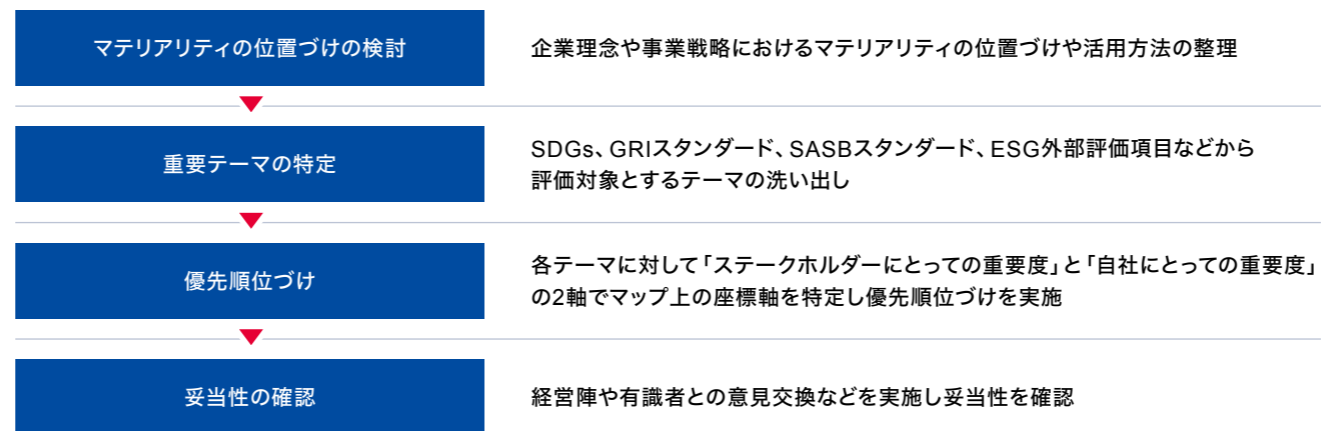 マテリアリティの位置づけの検討
企業理念や事業戦略におけるマテリアリティの位置づけや活用方法の整理
重要テーマの特定
SDGs、GRIスタンダード、SASBスタンダード、ESG外部評価項目などから
評価対象とするテーマの洗い出し
優先順位づけ
各テーマに対して「ステークホルダーにとっての重要度」と「自社にとっての重要度」
の2軸でマップ上の座標軸を特定し優先順位づけを実施
妥当性の確認
経営陣や有識者との意見交換などを実施し妥当性を確認